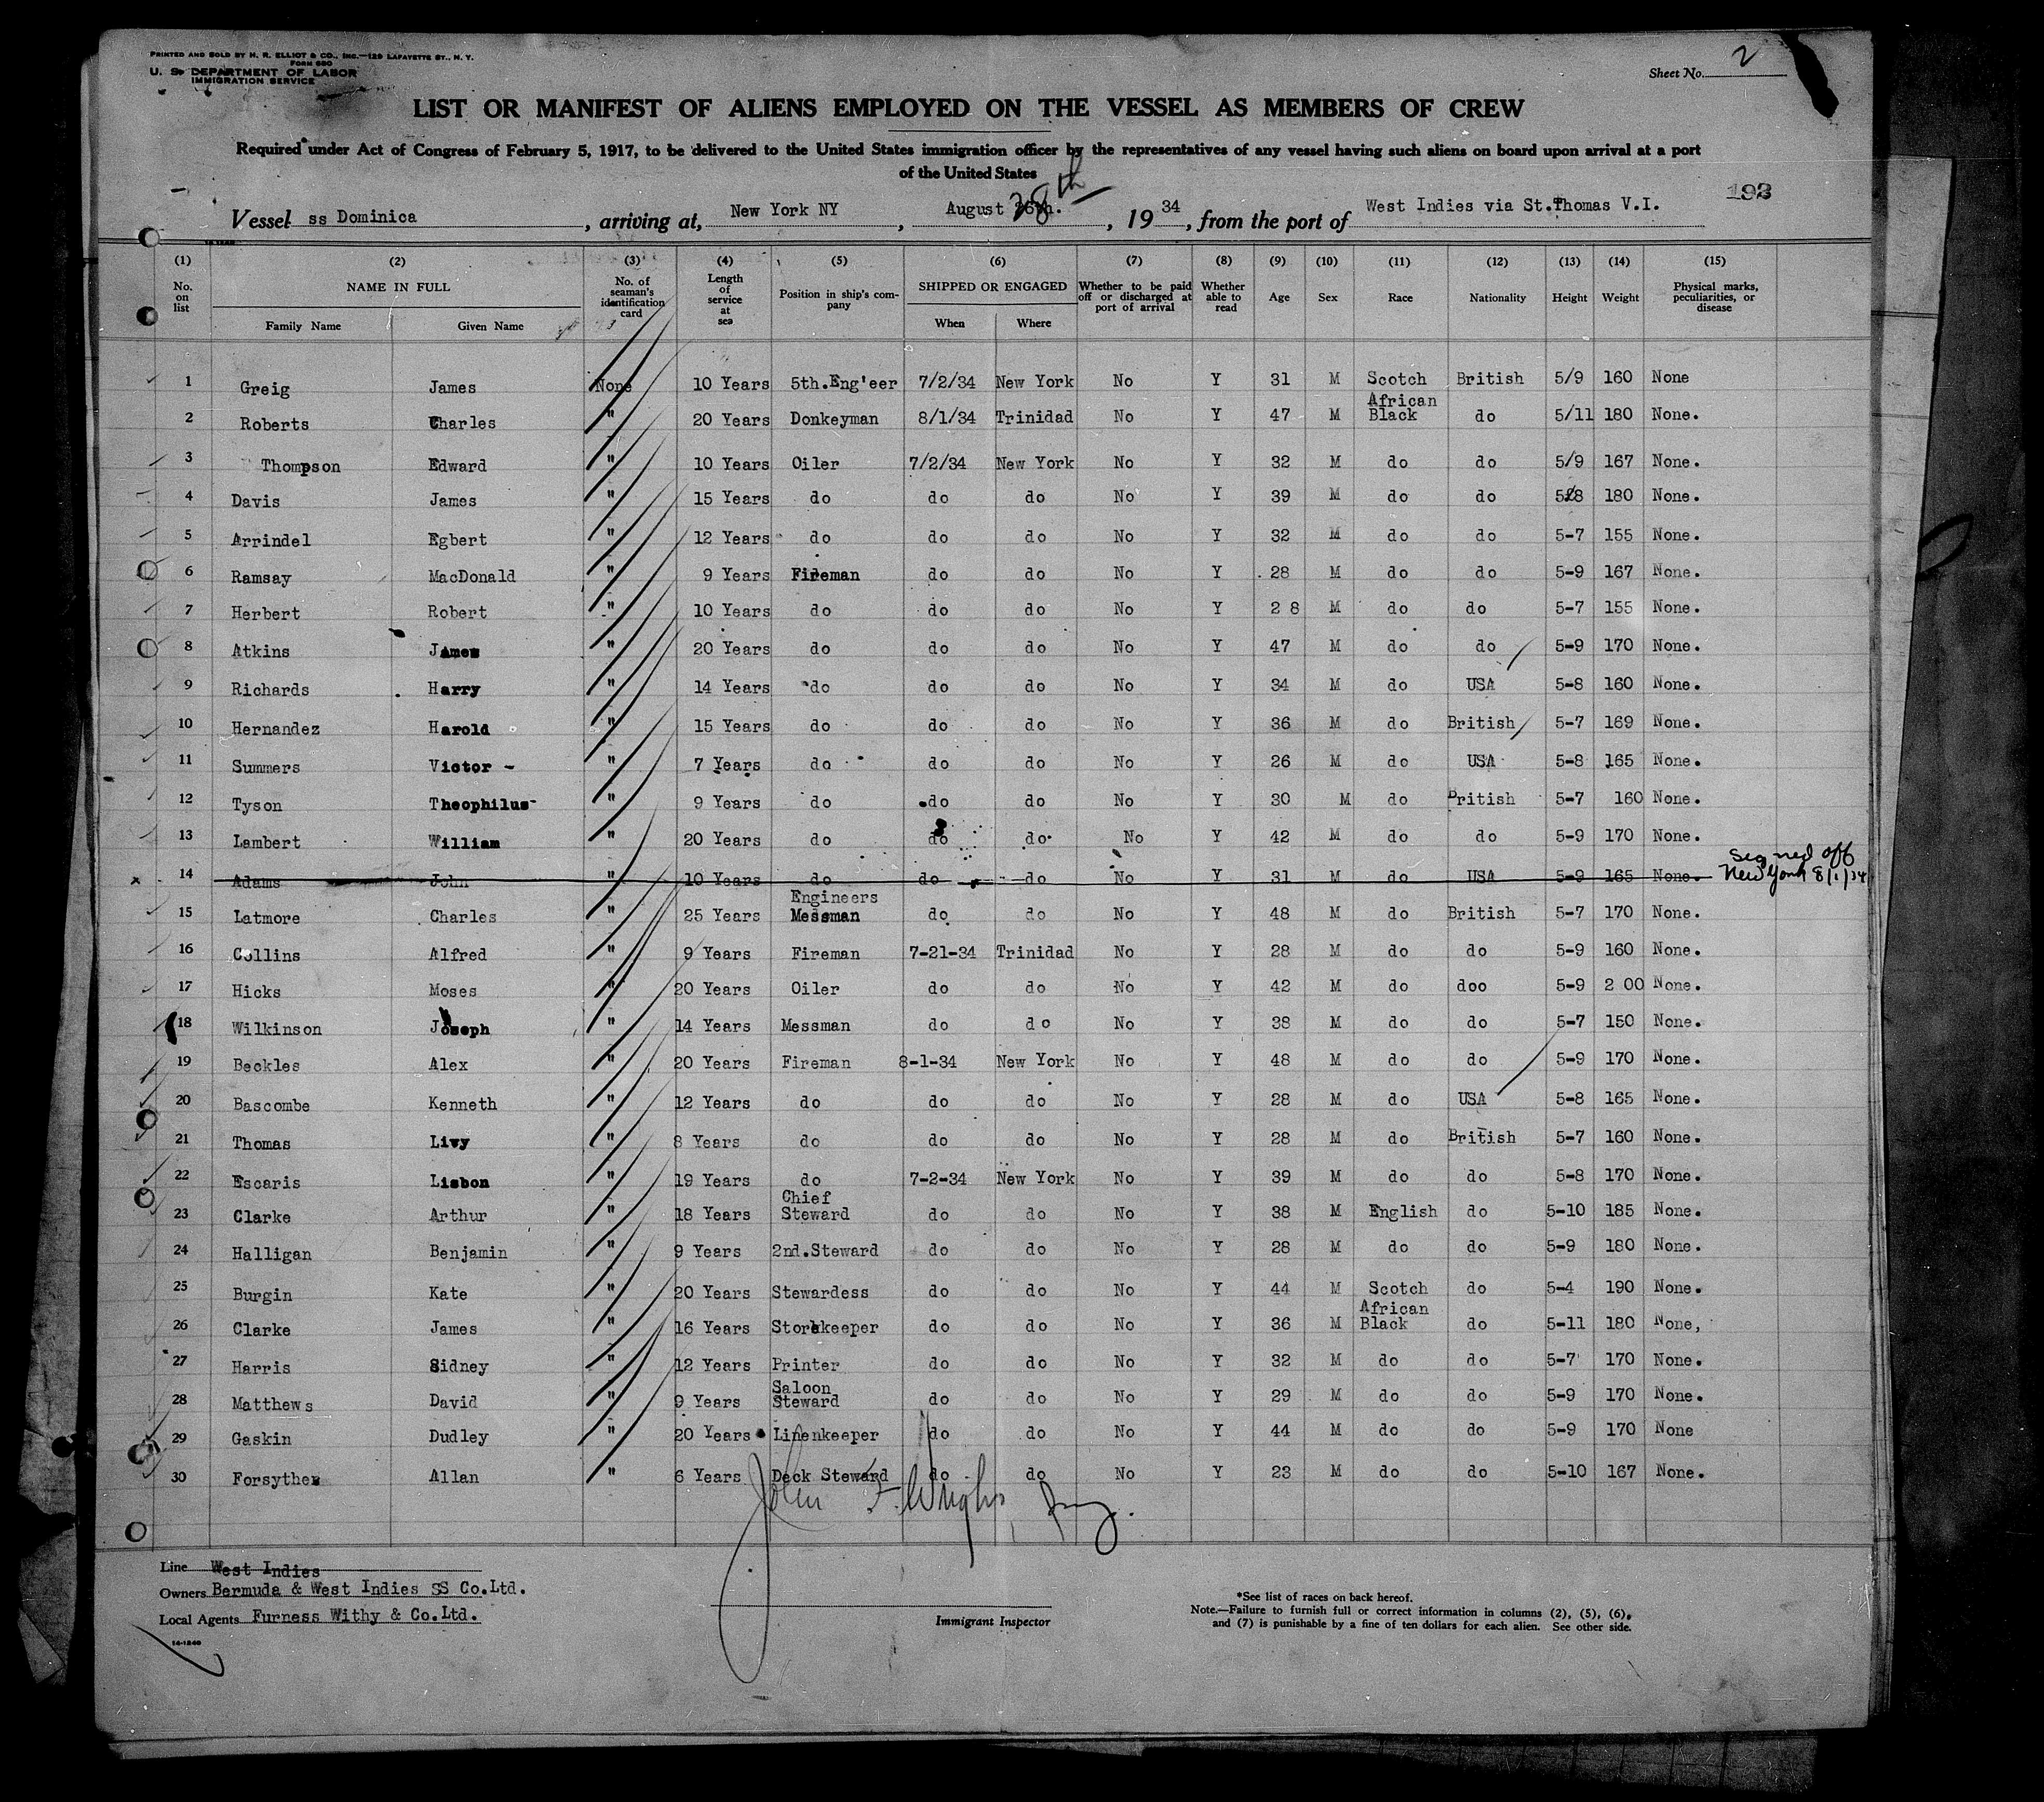 PRINTED AND SOLD BY H. R. ELLIOT & CO., INC.—129 LAFAYETTE ST., N. Y.
FORM 680
U. S. DEPARTMENT OF LABOR
IMMIGRATION SERVICE
Sheet No. 2
LIST OR MANIFEST OF ALIENS EMPLOYED ON THE VESSEL AS MEMBERS OF CREW
Required under Act of Congress of February 5, 1917, to be delivered to the United States immigration officer by the representatives of any vessel having such aliens on board upon arrival at a port
of the United States
193
Vessel ss Dominica, arriving at, New York NY, August 28th, 1934, from the port of West Indies via St.Thomas V.I.
(1) (2) (3) (4) (5) (6) (7) (8) (9) (10) (11) (12) (13) (14) (15)
No. on list NAME IN FULL Family Name Given Name No. of seaman's identification card Length of service at sea Position in ship's company SHIPPED OR ENGAGED When Where Whether to be paid off or discharged at port of arrival Whether able to read Age Sex Race Nationality Height Weight Physical marks, peculiarities, or disease
1 Greig James None 10 Years 5th.Eng'eer 7/2/34 New York No Y 31 M Scotch British 5/9 160 None
2 Roberts Charles " 20 Years Donkeyman 8/1/34 Trinidad No Y 47 M African Black do 5/11 180 None.
3 Thompson Edward " 10 Years Oiler 7/2/34 New York No Y 32 M do do 5/9 167 None.
4 Davis James " 15 Years do do do No Y 39 M do do 5/8 180 None.
5 Arrindel Egbert " 12 Years do do do No Y 32 M do do 5-7 155 None.
6 Ramsay MacDonald " 9 Years Fireman do do No Y 28 M do do 5-9 167 None.
7 Herbert Robert " 10 Years do do do No Y 2 8 M do do 5-7 155 None.
8 Atkins James " 20 Years do do do No Y 47 M do do 5-9 170 None.
9 Richards Harry " 14 Years do do do No Y 34 M do USA 5-8 160 None.
10 Hernandez Harold " 15 Years do do do No Y 36 M do British 5-7 169 None.
11 Summers Victor - " 7 Years do do do No Y 26 M do USA 5-8 165 None.
12 Tyson Theophilus " 9 Years do do do No Y 30 M do British 5-7 160 None.
13 Lambert William " 20 Years do do do No Y 42 M do do 5-9 170 None.
14 Adams John " 10 Years do do do No Y 31 M do USA 5-9 165 None. Signed off New York 8/1/34
15 Latmore Charles " 25 Years Engineers Messman do do No Y 48 M do British 5-7 170 None.
16 Collins Alfred " 9 Years Fireman 7-21-34 Trinidad No Y 28 M do do 5-9 160 None.
17 Hicks Moses " 20 Years Oiler do do No Y 42 M do doo 5-9 2 00 None.
18 Wilkinson Joseph " 14 Years Messman do do No Y 38 M do do 5-7 150 None.
19 Beckles Alex " 20 Years Fireman 8-1-34 New York No Y 48 M do do 5-9 170 None.
20 Bascombe Kenneth " 12 Years do do do No Y 28 M do USA 5-8 165 None.
21 Thomas Livy " 8 Years do do do No Y 28 M do British 5-7 160 None.
22 Escaris Lisbon " 19 Years do 7-2-34 New York No Y 39 M do do 5-8 170 None.
23 Clarke Arthur " 18 Years Chief Steward do do No Y 38 M English do 5-10 185 None.
24 Halligan Benjamin " 9 Years 2nd.Steward do do No Y 28 M do do 5-9 180 None.
25 Burgin Kate " 20 Years Stewardess do do No Y 44 M Scotch do 5-4 190 None.
26 Clarke James " 16 Years Storekeeper do do No Y 36 M African Black do 5-11 180 None,
27 Harris Sidney " 12 Years Printer do do No Y 32 M do do 5-7 170 None.
28 Matthews David " 9 Years Saloon Steward do do No Y 29 M do do 5-9 170 None.
29 Gaskin Dudley " 20 Years Linenkeeper do do No Y 44 M do do 5-9 170 None
30 Forsythe Allan " 6 Years Deck Steward do do No Y 23 M do do 5-10 167 None.
John F. Wright
Line West Indies
Owners Bermuda & West Indies SS Co.Ltd.
Local Agents Furness Withy & Co.Ltd.
14-1240
Immigrant Inspector
*See list of races on back hereof.
Note.—Failure to furnish full or correct information in columns (2), (5), (6),
and (7) is punishable by a fine of ten dollars for each alien. See other side.